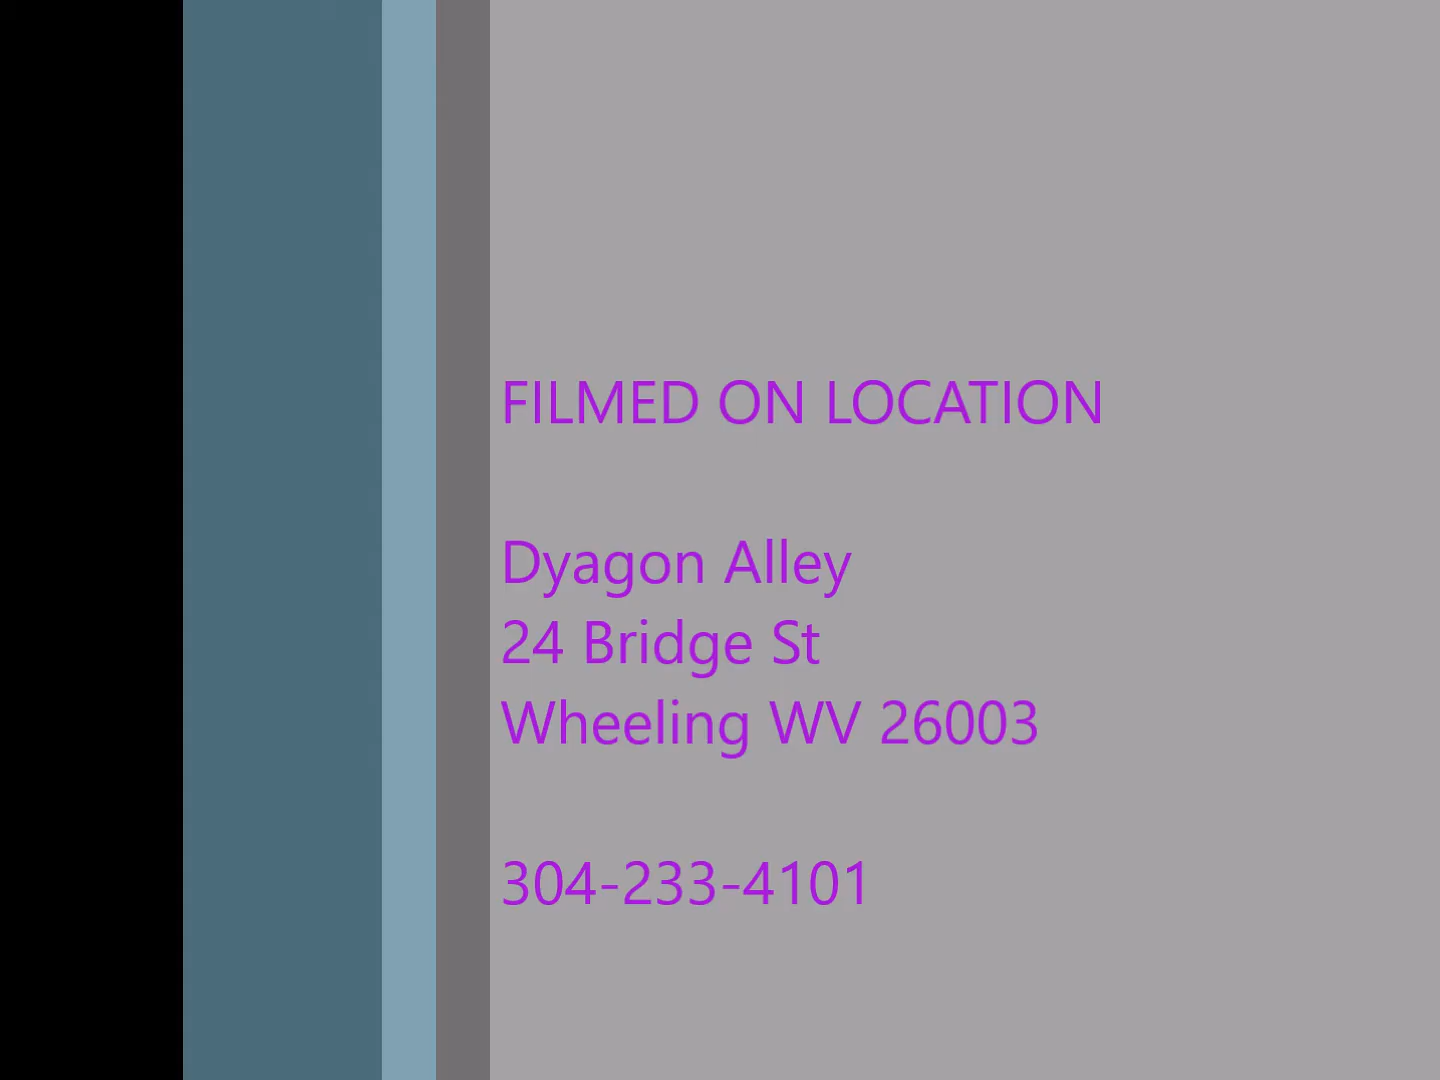 FILMED ON LOCATION
Dyagon Alley
24 Bridge St
Wheeling WV 26003
304-233-4101